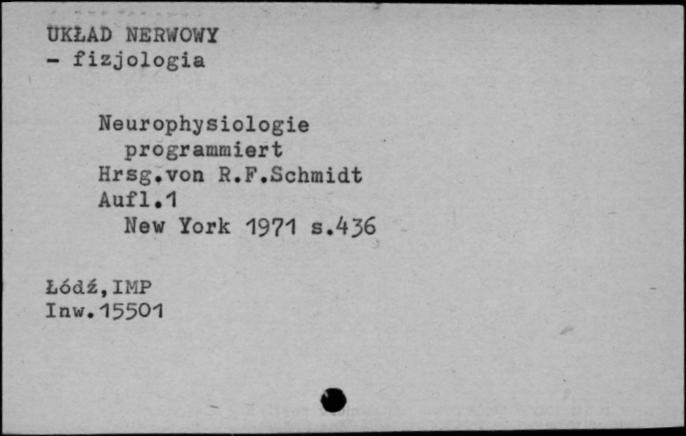 UKŁAD NERWOWY
- fizjologia
Neurophysiologie
programmiert
Hrsg.von R.F.Schmidt
Aufl.1
New York 1971 s.436
Łódź,IMP
Inw.15501